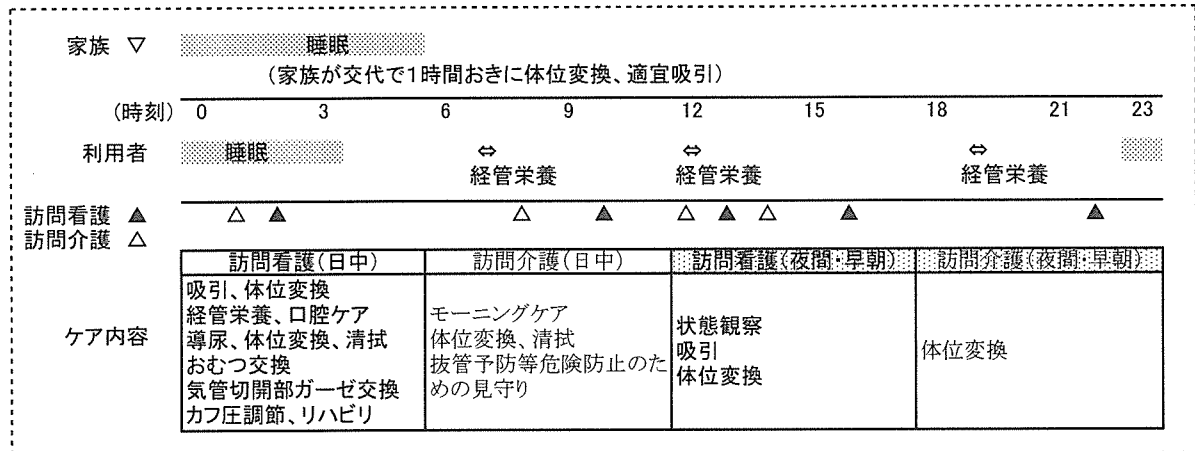 家族 ▽ 睡眠
(家族が交代で1時間おきに体位変換、適宜吸引)
(時刻) 0 3 6 9 12 15 18 21 23
利用者 睡眠 ⇔ ⇔ ⇔
経管栄養 経管栄養 経管栄養
訪問看護 ▲ △ ▲ △ ▲ △ ▲ △ ▲ ▲
訪問介護 △
訪問看護(日中) 訪問介護(日中) 訪問看護(夜間・早朝) 訪問介護(夜間・早朝)
ケア内容
吸引、体位変換
経管栄養、口腔ケア
導尿、体位変換、清拭
おむつ交換
気管切開部ガーゼ交換
カフ圧調節、リハビリ
モーニングケア
体位変換、清拭
抜管予防等危険防止のた
めの見守り
状態観察
吸引
体位変換
体位変換